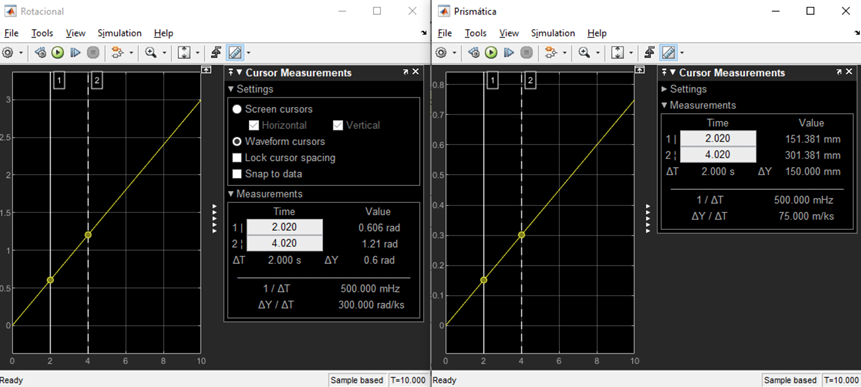 Rotacional
File Tools View Simulation Help
1 2
3
2.5
2
1.5
1
0.5
0
0 2 4 6 8 10
Cursor Measurements
Settings
Screen cursors
Horizontal Vertical
Waveform cursors
Lock cursor spacing
Snap to data
Measurements
Time Value
1 2.020 0.606 rad
2 4.020 1.21 rad
ΔT 2.000 s ΔY 0.6 rad
1 / ΔT 500.000 mHz
ΔY / ΔT 300.000 rad/ks
Ready Sample based T=10.000
Prismática
File Tools View Simulation Help
1 2
0.8
0.7
0.6
0.5
0.4
0.3
0.2
0.1
0
0 2 4 6 8 10
Cursor Measurements
Settings
Measurements
Time Value
1 2.020 151.381 mm
2 4.020 301.381 mm
ΔT 2.000 s ΔY 150.000 mm
1 / ΔT 500.000 mHz
ΔY / ΔT 75.000 m/ks
Ready Sample based T=10.000